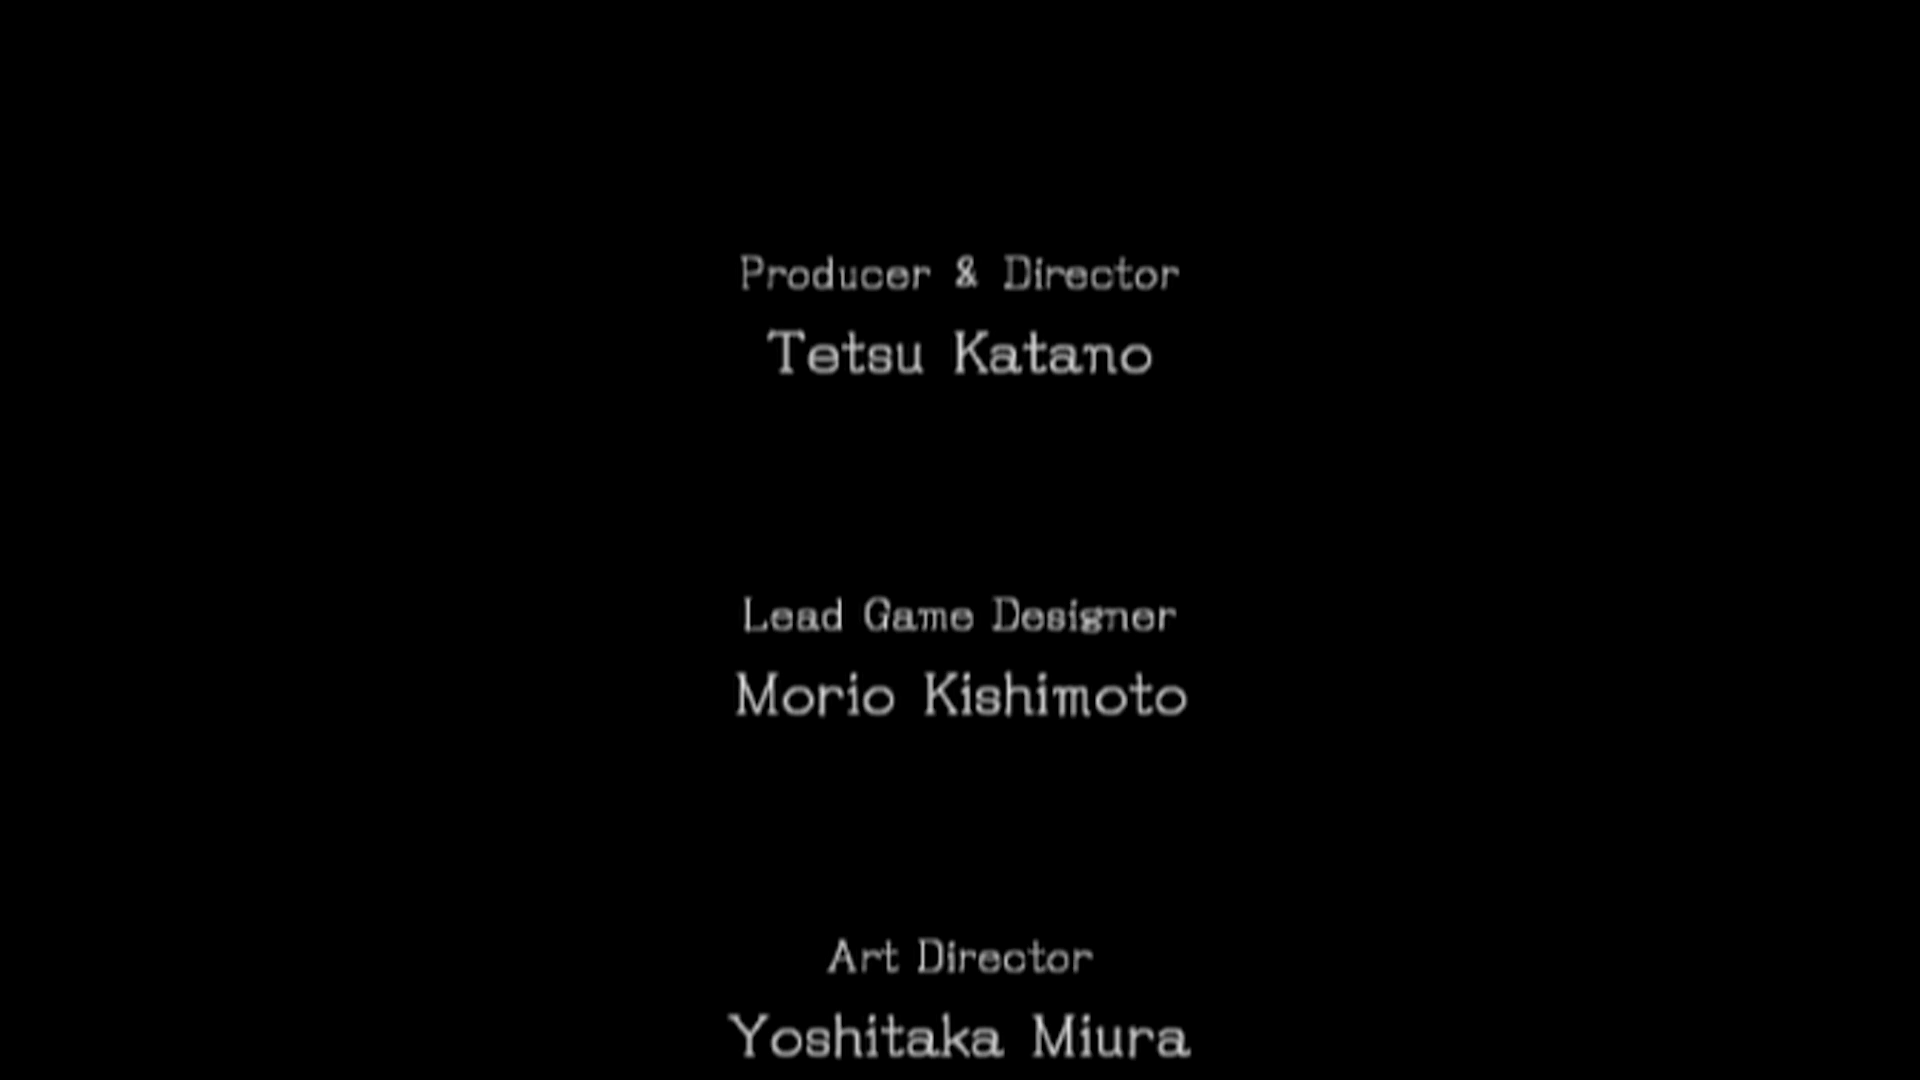 Producer & Director
Tetsu Katano
Lead Game Designer
Morio Kishimoto
Art Director
Yoshitaka Miura